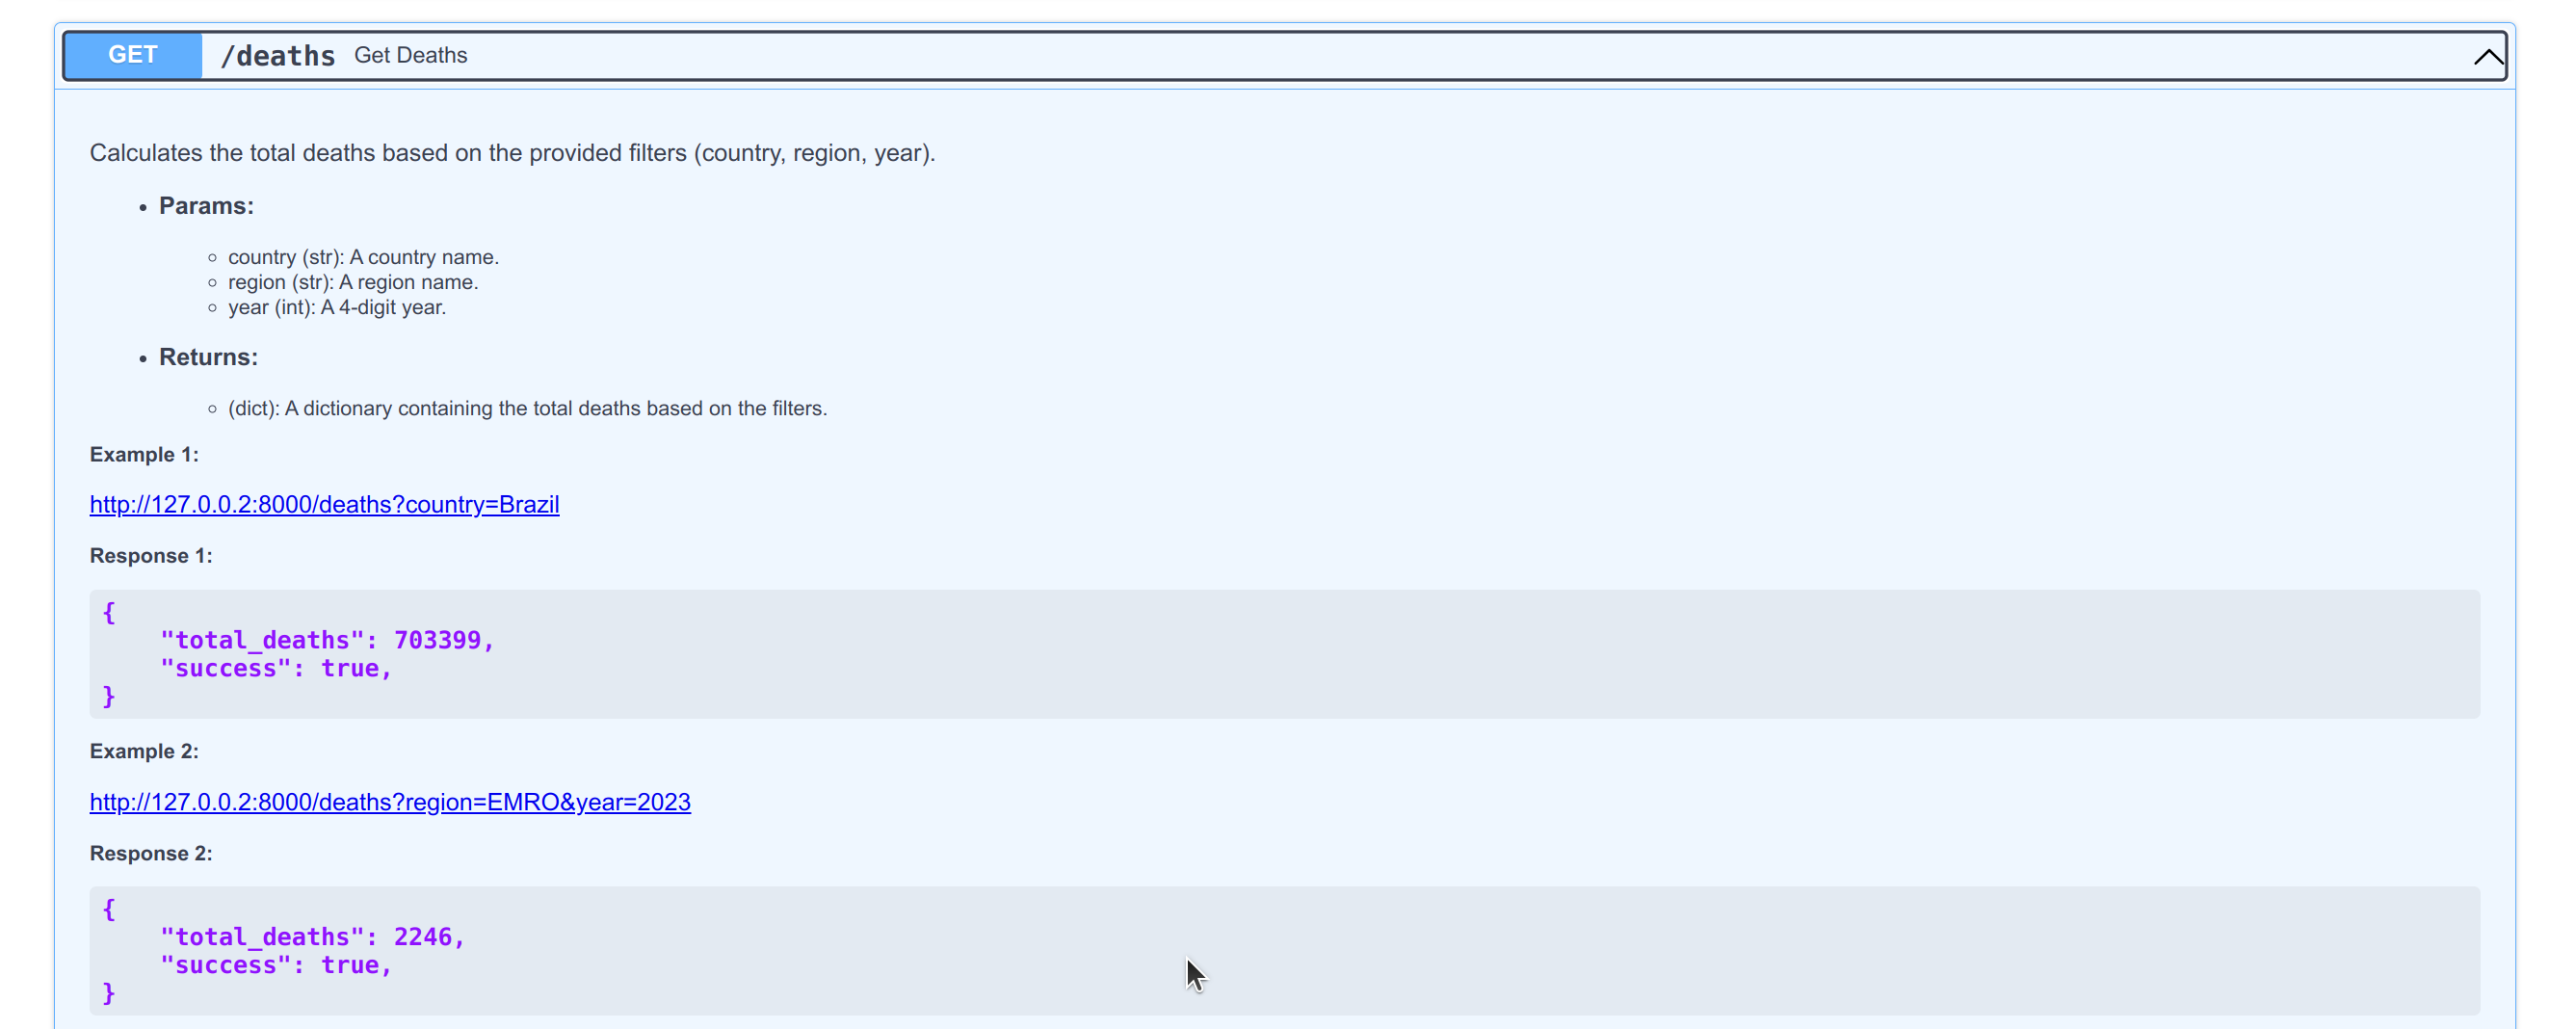 GET /deaths Get Deaths
Calculates the total deaths based on the provided filters (country, region, year).
• Params:
◦ country (str): A country name.
◦ region (str): A region name.
◦ year (int): A 4-digit year.
• Returns:
◦ (dict): A dictionary containing the total deaths based on the filters.
Example 1:
http://127.0.0.2:8000/deaths?country=Brazil
Response 1:
{
    "total_deaths": 703399,
    "success": true,
}
Example 2:
http://127.0.0.2:8000/deaths?region=EMRO&year=2023
Response 2:
{
    "total_deaths": 2246,
    "success": true,
}